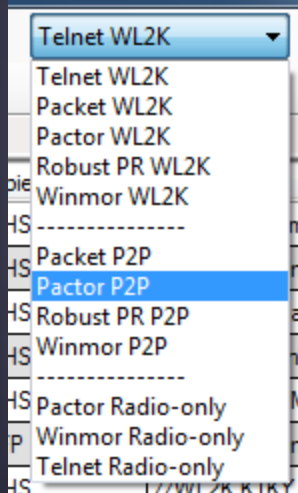 Telnet WL2K
Telnet WL2K
Packet WL2K
Pactor WL2K
Robust PR WL2K
Winmor WL2K
---------------
Packet P2P
Pactor P2P
Robust PR P2P
Winmor P2P
---------------
Pactor Radio-only
Winmor Radio-only
Telnet Radio-only